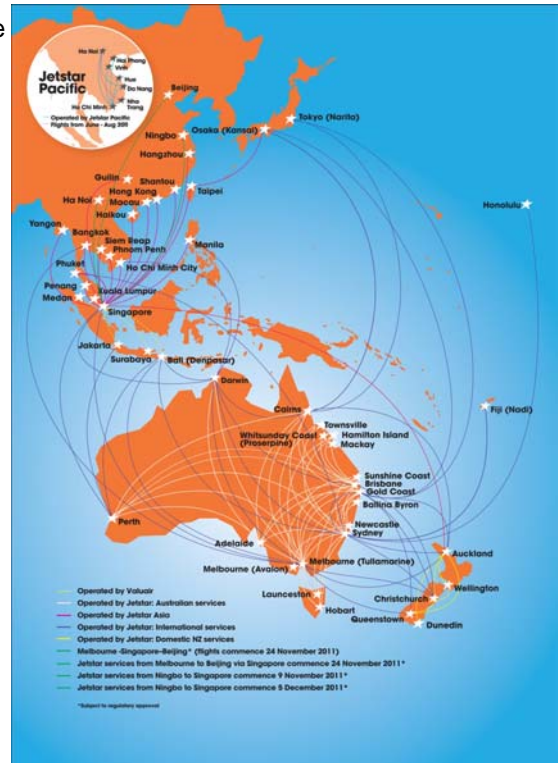 e
Ha Noi
Hai Phong
Vinh
Jetstar
Pacific
Hue
Da Nang
Ho Chi Minh
Nha
Trang
Operated by Jetstar Pacific
Flights from June - Aug 2011
Beijing
Tokyo (Narita)
Osaka (Kansai)
Ningbo
Hangzhou
Guilin
Shantou
Hong Kong
Taipei
Ha Noi
Macau
Haikou
Honolulu
Yangon
Bangkok
Siem Reap
Manila
Phnom Penh
Phuket
Ho Chi Minh City
Penang
Kuala Lumpur
Medan
Singapore
Jakarta
Surabaya
Bali (Denpasar)
Darwin
Fiji (Nadi)
Cairns
Townsville
Whitsunday Coast
(Proserpine)
Hamilton Island
Mackay
Sunshine Coast
Brisbane
Gold Coast
Ballina Byron
Perth
Newcastle
Sydney
Adelaide
Auckland
Melbourne (Avalon)
Melbourne (Tullamarine)
Wellington
Launceston
Christchurch
Hobart
Queenstown
Dunedin
Operated by Valuair
Operated by Jetstar: Australian services
Operated by Jetstar Asia
Operated by Jetstar: International services
Operated by Jetstar: Domestic NZ services
Melbourne -Singapore-Beijing* (flights commence 24 November 2011)
Jetstar services from Melbourne to Beijing via Singapore commence 24 November 2011*
Jetstar services from Ningbo to Singapore commence 9 November 2011*
Jetstar services from Ningbo to Singapore commence 5 December 2011*
*Subject to regulatory approval